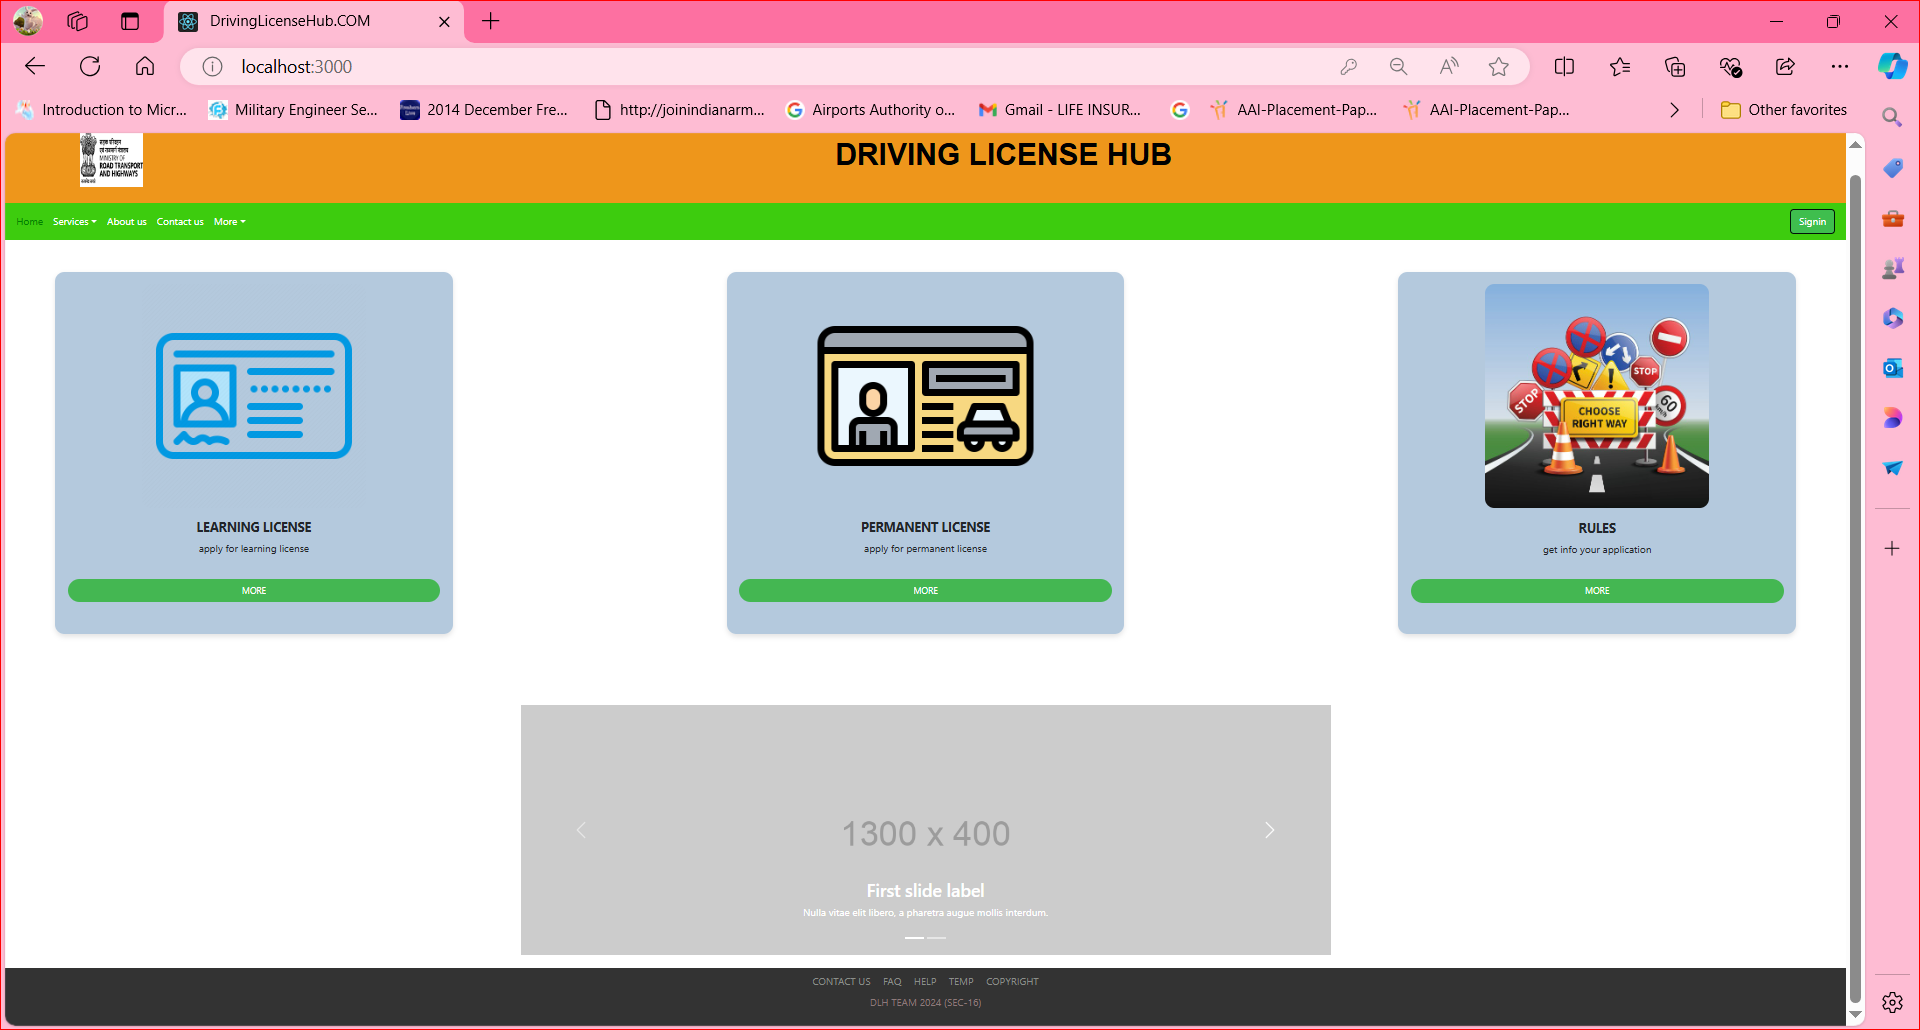 DrivingLicenseHub.COM
localhost:3000
Introduction to Micr...
Military Engineer Se...
2014 December Fre...
http://joinindianarm...
Airports Authority o...
Gmail - LIFE INSUR...
AAI-Placement-Pap...
AAI-Placement-Pap...
Other favorites
MINISTRY OF
ROAD TRANSPORT
AND HIGHWAYS
DRIVING LICENSE HUB
Home Services About us Contact us More Signin
STOP
STOP
60
CHOOSE
RIGHT WAY
LEARNING LICENSE
apply for learning license
MORE
PERMANENT LICENSE
apply for permanent license
MORE
RULES
get info your application
MORE
1300 x 400
First slide label
Nulla vitae elit libero, a pharetra augue mollis interdum.
CONTACT US FAQ HELP TEMP COPYRIGHT
DLH TEAM 2024 (SEC-16)